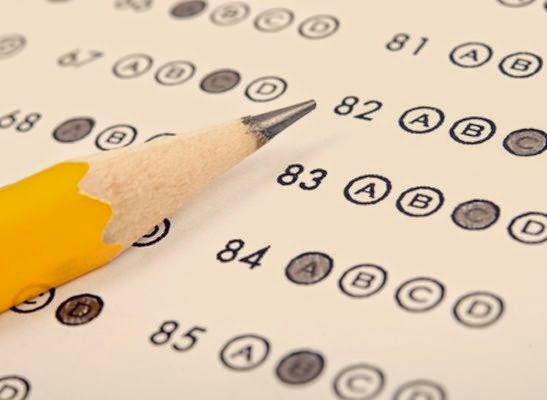 B C D
67 A B C D
68 A B
D
D
81 A B
82 A B C
83 A B C D
84 A B C D
85 A B C D